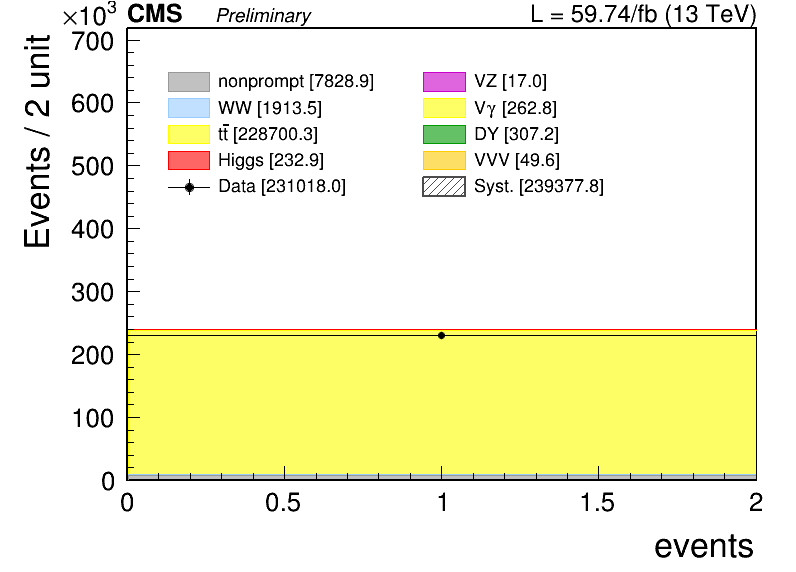 ×10³ CMS Preliminary L = 59.74/fb (13 TeV)
Events / 2 unit
700
600
500
400
300
200
100
0
nonprompt [7828.9]
WW [1913.5]
tt̄ [228700.3]
Higgs [232.9]
Data [231018.0]
VZ [17.0]
Vγ [262.8]
DY [307.2]
VVV [49.6]
Syst. [239377.8]
0 0.5 1 1.5 2
events